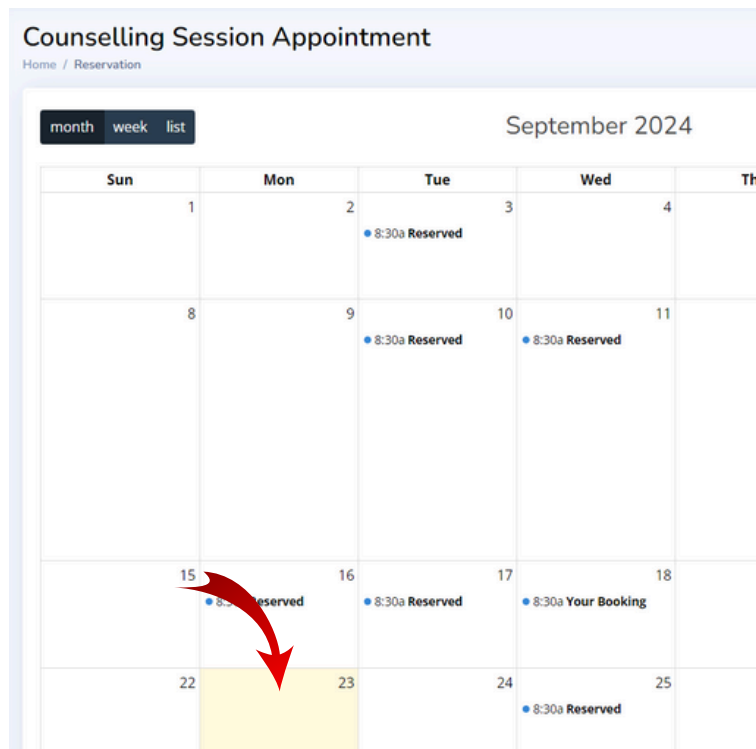 Counselling Session Appointment
Home / Reservation
month week list
September 2024
Sun Mon Tue Wed Th
1 2 3 4
8:30a Reserved
8 9 10 11
8:30a Reserved 8:30a Reserved
15 16 17 18
Reserved 8:30a Reserved 8:30a Your Booking
22 23 24 25
8:30a Reserved